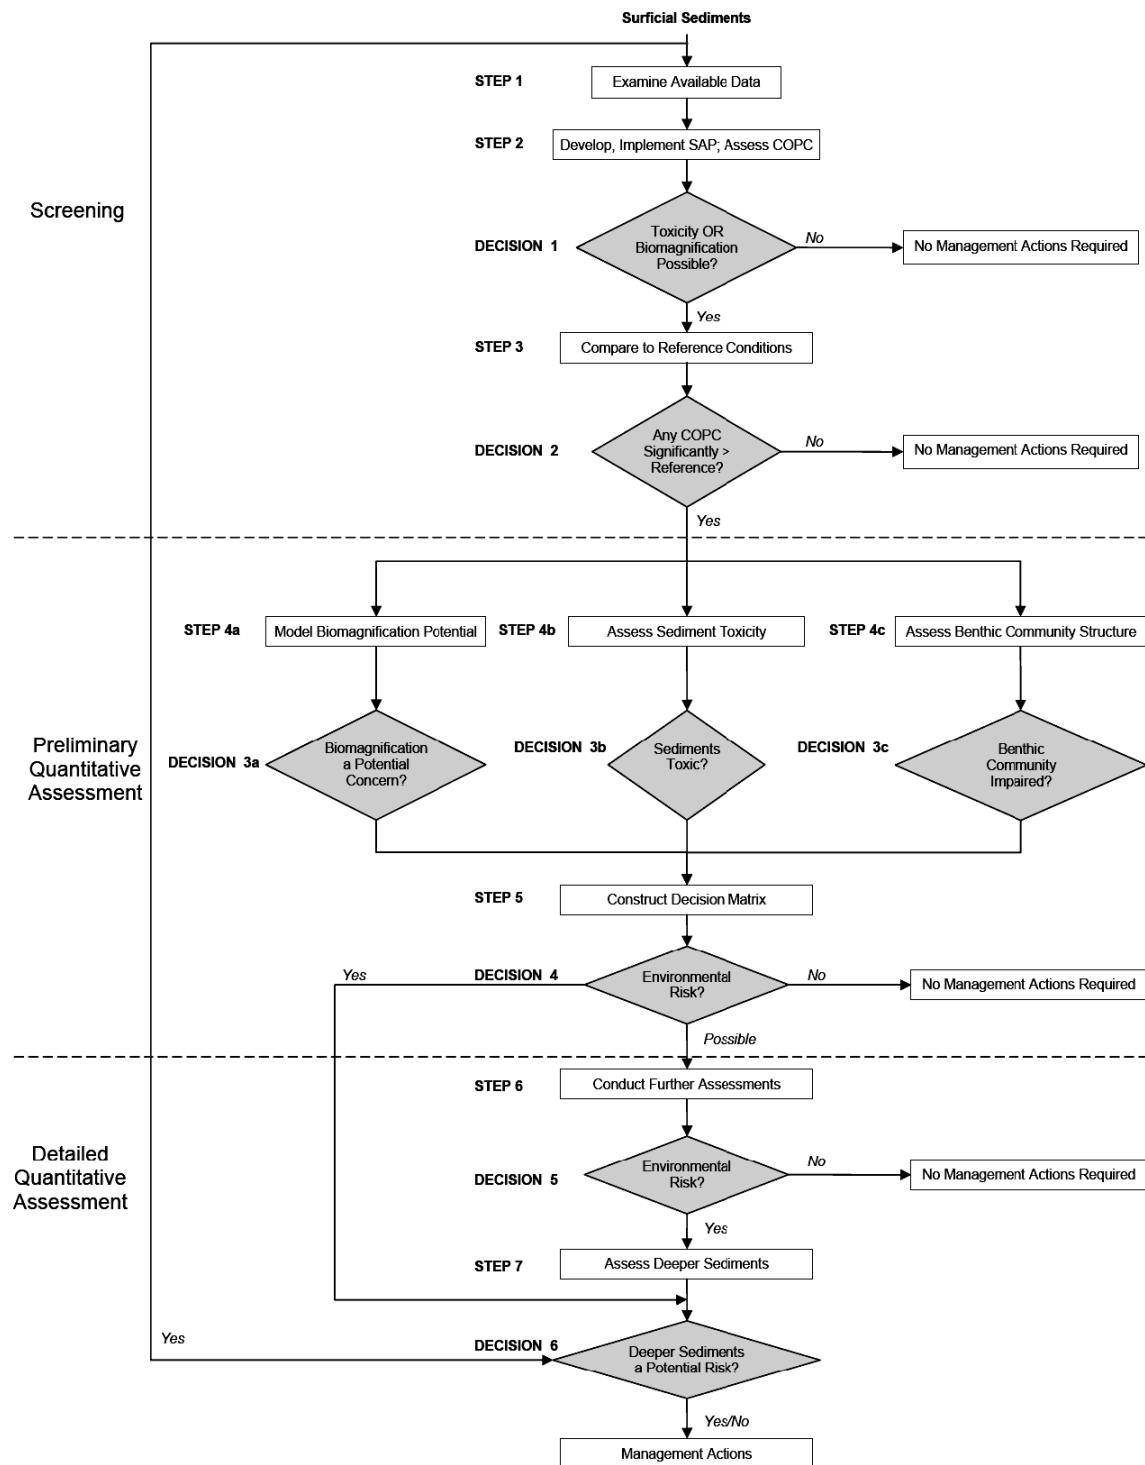 Surficial Sediments
STEP 1
Examine Available Data
STEP 2
Develop, Implement SAP; Assess COPC
Screening
DECISION 1
Toxicity OR
Biomagnification
Possible?
No
No Management Actions Required
Yes
STEP 3
Compare to Reference Conditions
DECISION 2
Any COPC
Significantly >
Reference?
No
No Management Actions Required
Yes
STEP 4a
Model Biomagnification Potential
STEP 4b
Assess Sediment Toxicity
STEP 4c
Assess Benthic Community Structure
Preliminary
Quantitative
Assessment
DECISION 3a
Biomagnification
a Potential
Concern?
DECISION 3b
Sediments
Toxic?
DECISION 3c
Benthic
Community
Impaired?
STEP 5
Construct Decision Matrix
Yes
DECISION 4
Environmental
Risk?
No
No Management Actions Required
Possible
STEP 6
Conduct Further Assessments
Detailed
Quantitative
Assessment
DECISION 5
Environmental
Risk?
No
No Management Actions Required
Yes
STEP 7
Assess Deeper Sediments
Yes
DECISION 6
Deeper Sediments
a Potential Risk?
Yes/No
Management Actions